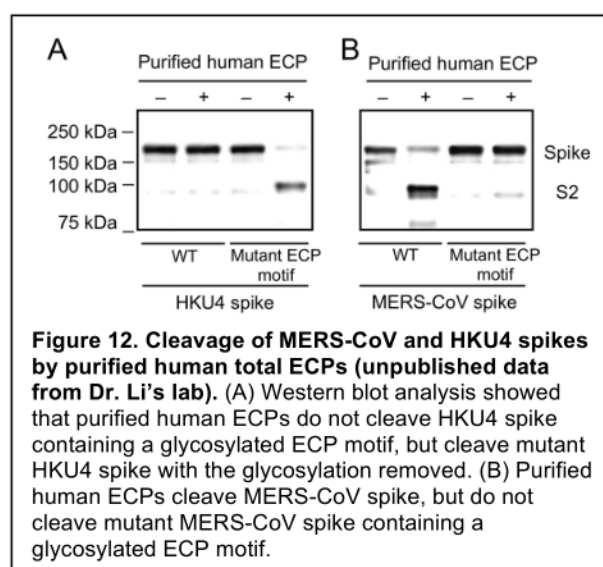 A
B
Purified human ECP
Purified human ECP
– + – +
– + – +
250 kDa
150 kDa
100 kDa
75 kDa
Spike
S2
WT Mutant ECP motif
WT Mutant ECP motif
HKU4 spike
MERS-CoV spike
Figure 12. Cleavage of MERS-CoV and HKU4 spikes
by purified human total ECPs (unpublished data
from Dr. Li's lab). (A) Western blot analysis showed
that purified human ECPs do not cleave HKU4 spike
containing a glycosylated ECP motif, but cleave mutant
HKU4 spike with the glycosylation removed. (B) Purified
human ECPs cleave MERS-CoV spike, but do not
cleave mutant MERS-CoV spike containing a
glycosylated ECP motif.